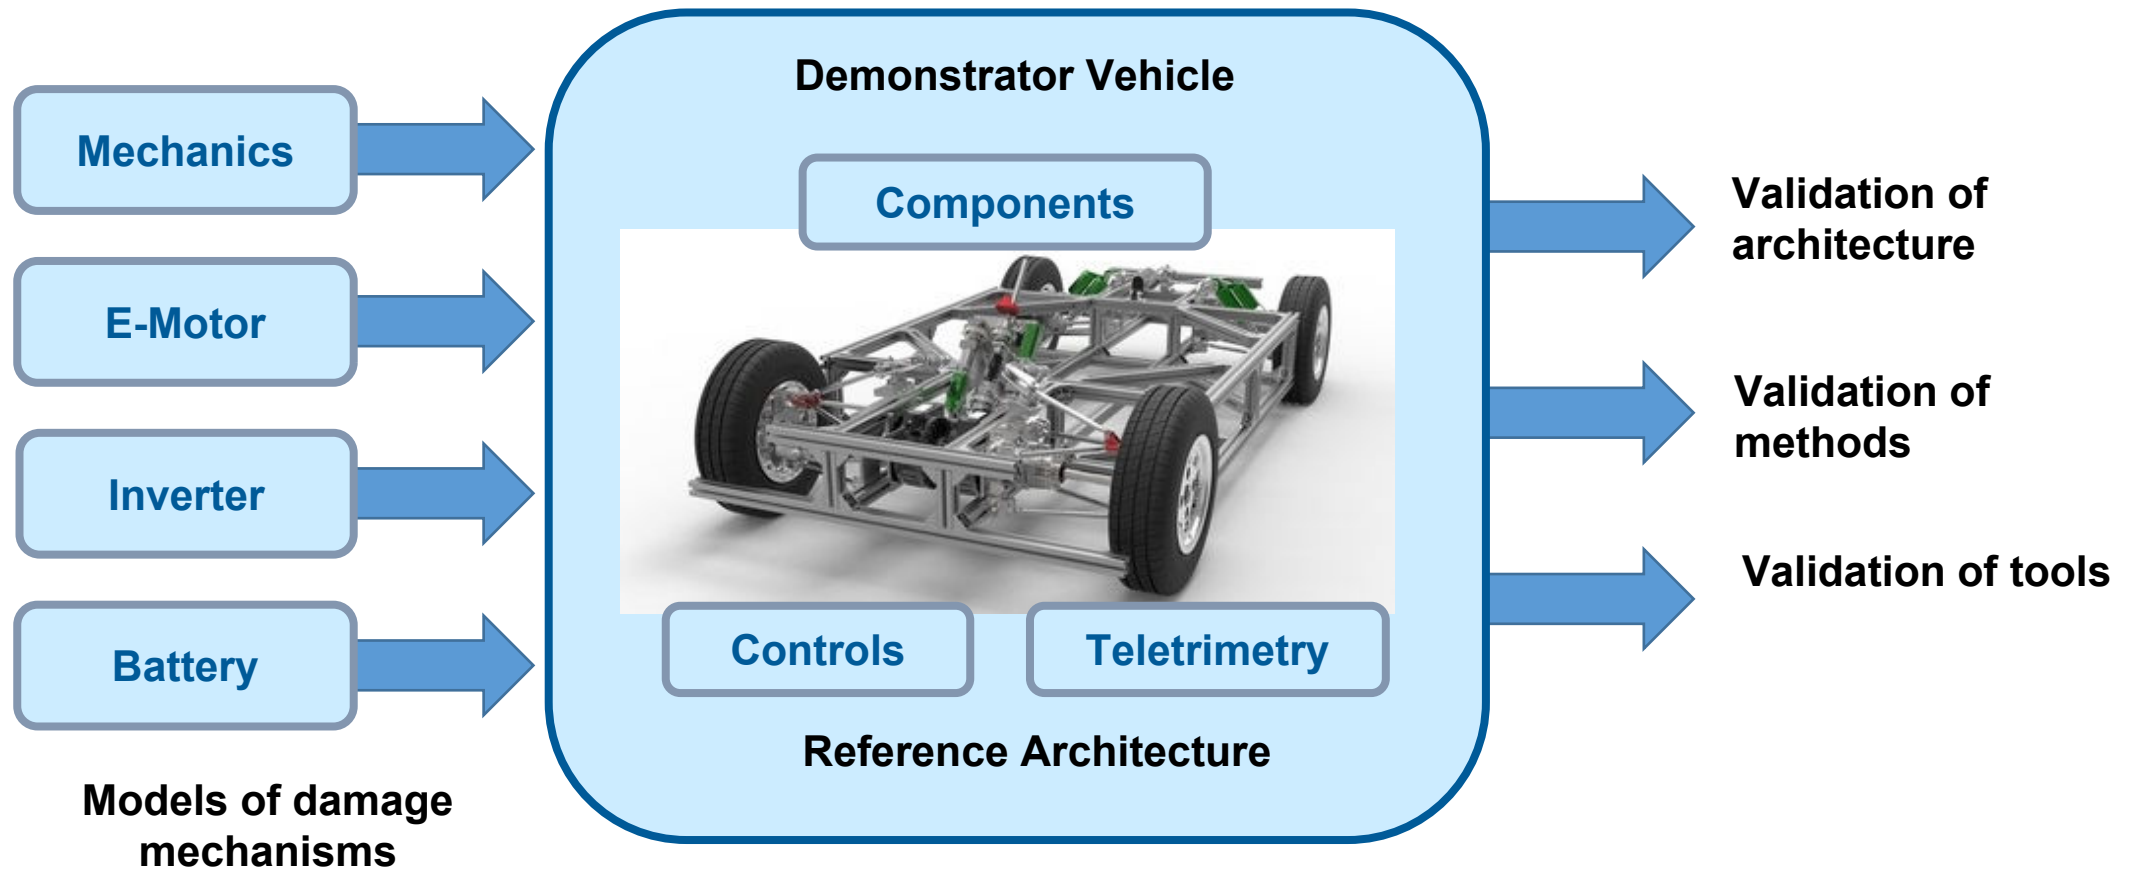 Demonstrator Vehicle
Mechanics
E-Motor
Inverter
Battery
Models of damage
mechanisms
Components
Controls
Teletrimetry
Reference Architecture
Validation of
architecture
Validation of
methods
Validation of tools